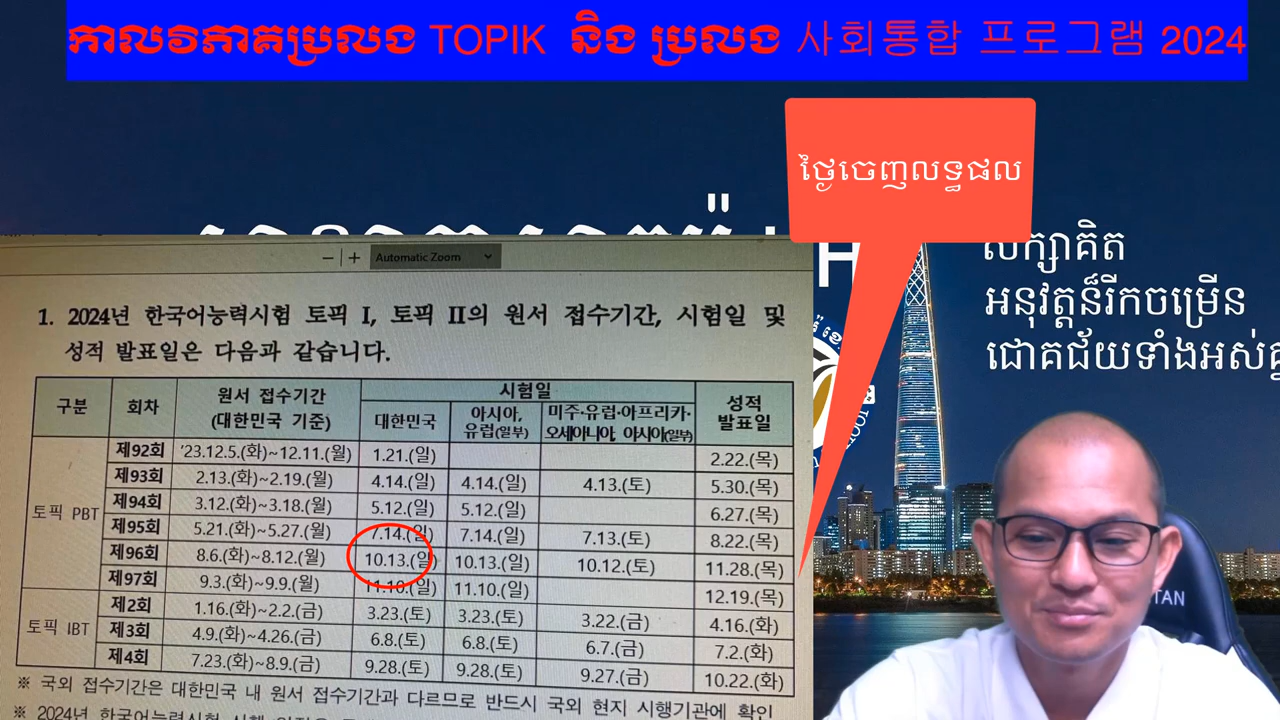 កាលវិភាគប្រលង TOPIK និង ប្រលង 사회통합 프로그램 2024
ថ្ងៃចេញលទ្ធផល
អនុវត្តន៏រីកចម្រើន
ជោគជ័យទាំងអស់គ្នា
Automatic Zoom
1. 2024년 한국어능력시험 토픽 I, 토픽 II의 원서 접수기간, 시험일 및
성적 발표일은 다음과 같습니다.
구분 회차 원서 접수기간 (대한민국 기준) 시험일 성적 발표일
대한민국 아시아, 유럽(일부) 미주·유럽·아프리카· 오세아니아, 아시아(일부)
토픽 PBT
제92회 '23.12.5.(화)~12.11.(월) 1.21.(일) 2.22.(목)
제93회 2.13.(화)~2.19.(월) 4.14.(일) 4.14.(일) 4.13.(토) 5.30.(목)
제94회 3.12.(화)~3.18.(월) 5.12.(일) 5.12.(일) 6.27.(목)
제95회 5.21.(화)~5.27.(월) 7.14.(일) 7.14.(일) 7.13.(토) 8.22.(목)
제96회 8.6.(화)~8.12.(월) 10.13.(일) 10.13.(일) 10.12.(토) 11.28.(목)
제97회 9.3.(화)~9.9.(월) 11.10.(일) 11.10.(일) 12.19.(목)
토픽 IBT
제2회 1.16.(화)~2.2.(금) 3.23.(토) 3.23.(토) 3.22.(금) 4.16.(화)
제3회 4.9.(화)~4.26.(금) 6.8.(토) 6.8.(토) 6.7.(금) 7.2.(화)
제4회 7.23.(화)~8.9.(금) 9.28.(토) 9.28.(토) 9.27.(금) 10.22.(화)
※ 국외 접수기간은 대한민국 내 원서 접수기간과 다르므로 반드시 국외 현지 시행기관에 확인
※ 2024년 한국어능력시험 시행
TAN